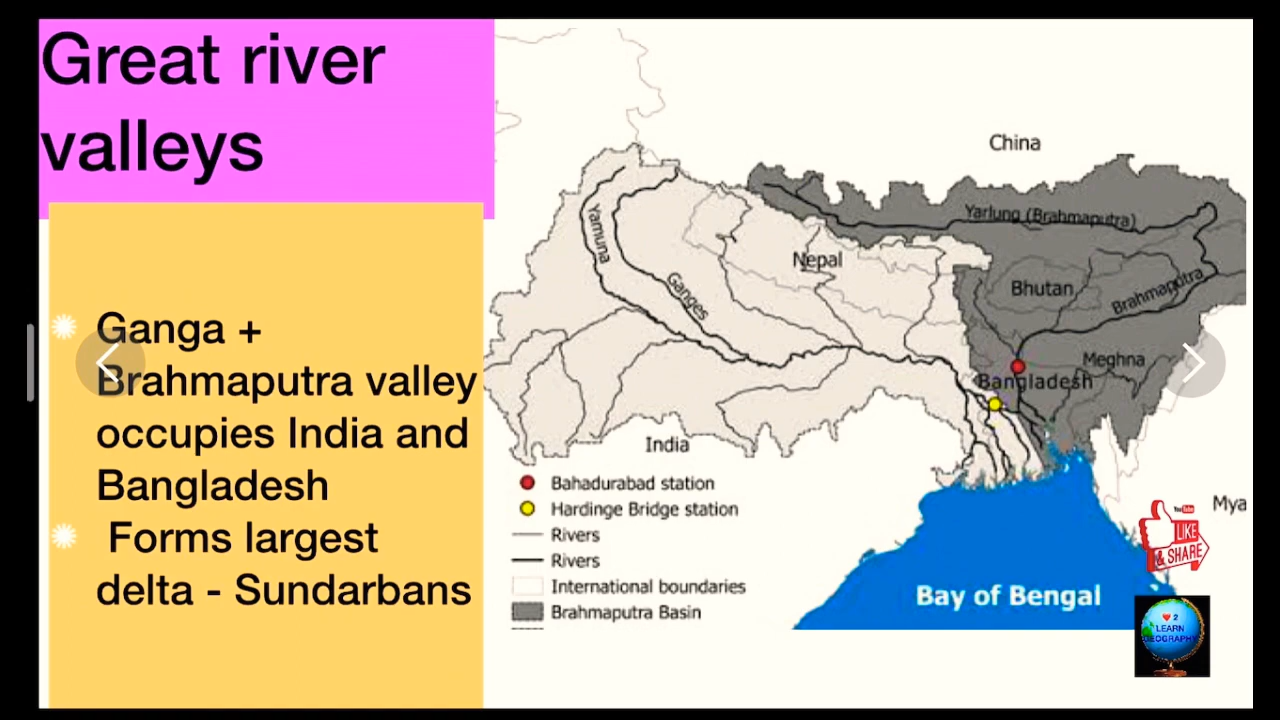 Great river
valleys
Ganga +
Brahmaputra valley
occupies India and
Bangladesh
Forms largest
delta - Sundarbans
China
Yamuna
Yarlung (Brahmaputra)
Nepal
Ganges
Bhutan
Brahmaputra
Meghna
Bangladesh
India
Bahadurabad station
Hardinge Bridge station
Rivers
Rivers
International boundaries
Brahmaputra Basin
Mya
Bay of Bengal
YouTube
LIKE
& SHARE
2
LEARN
GEOGRAPHY